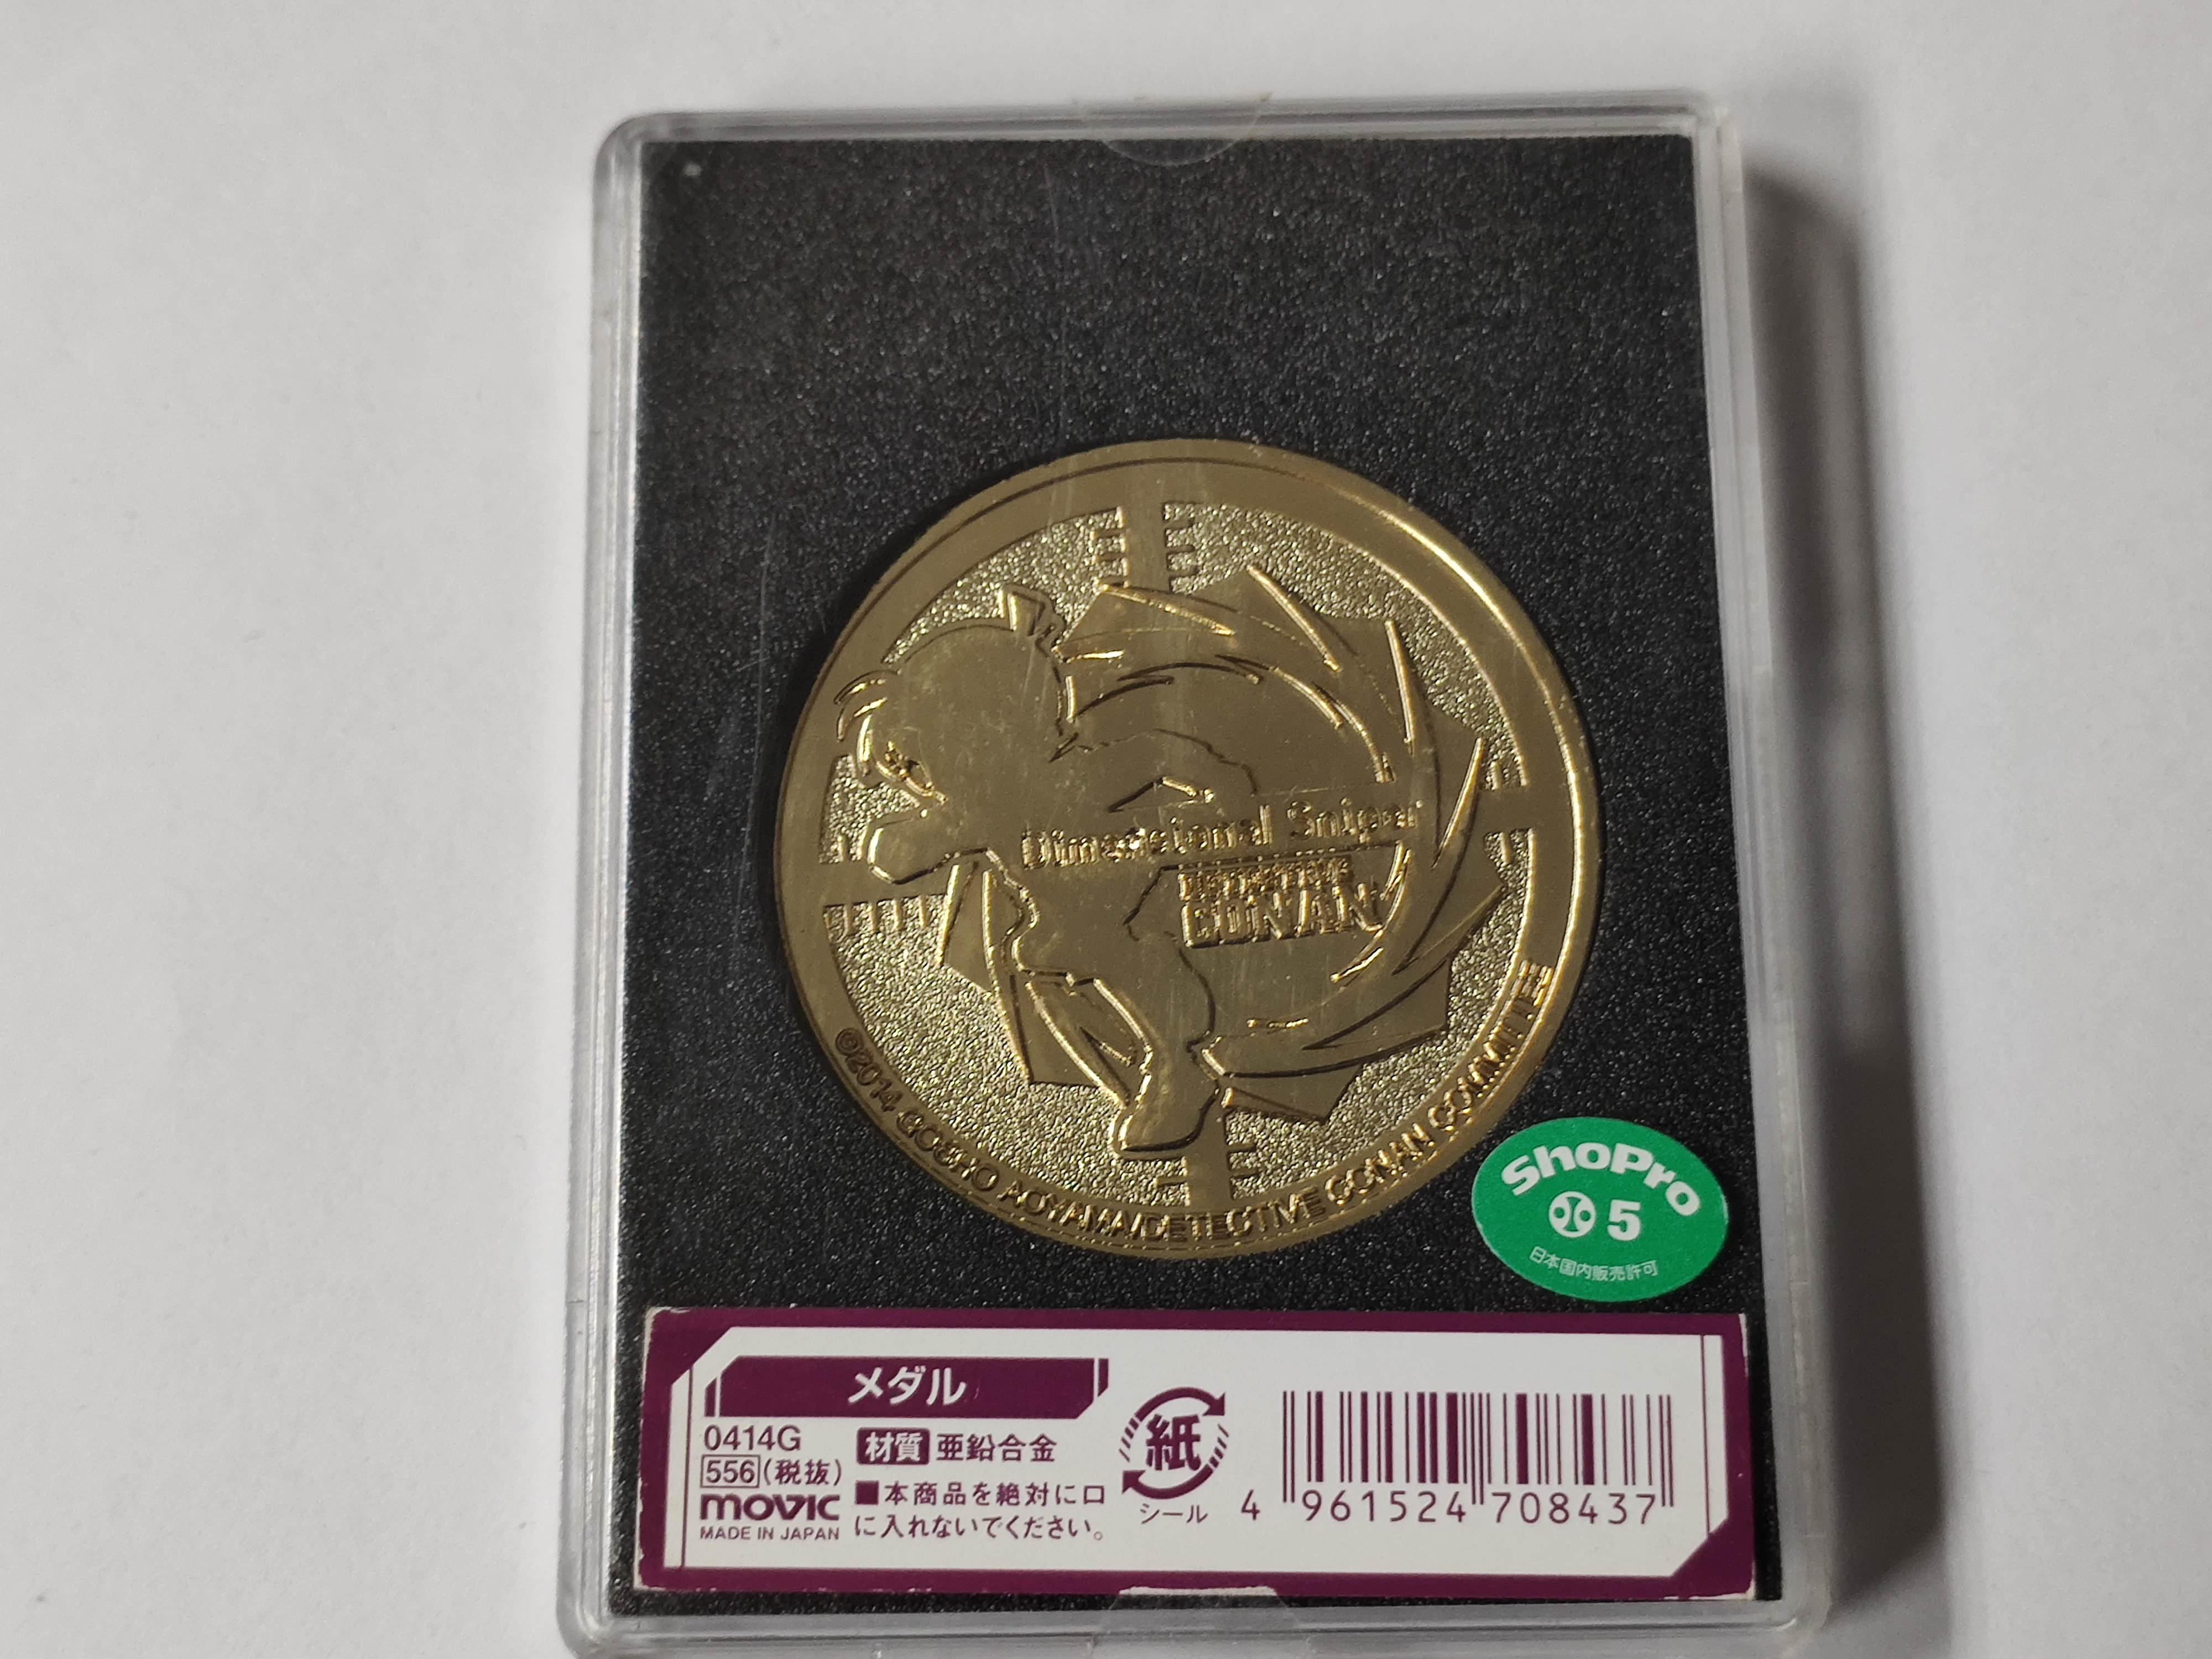 Dimensional Sniper
DETECTIVE
CONAN
©2014 GOSHO AOYAMA/DETECTIVE CONAN COMMITTEE
ShoPro
5
日本国内販売許可
メダル
0414G
材質 亜鉛合金
556(税抜)
movic
MADE IN JAPAN
■本商品を絶対に口
に入れないでください。
紙
シール
4 961524 708437